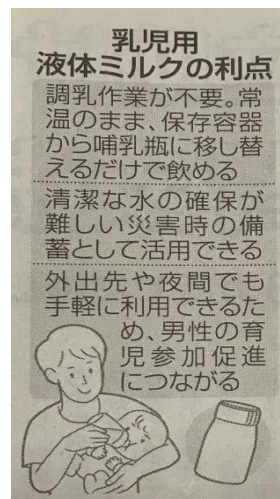 乳児用
液体ミルクの利点
調乳作業が不要。常
温のまま、保存容器
から哺乳瓶に移し替
えるだけで飲める
清潔な水の確保が
難しい災害時の備
蓄として活用できる
外出先や夜間でも
手軽に利用できるた
め、男性の育
児参加促進
につながる